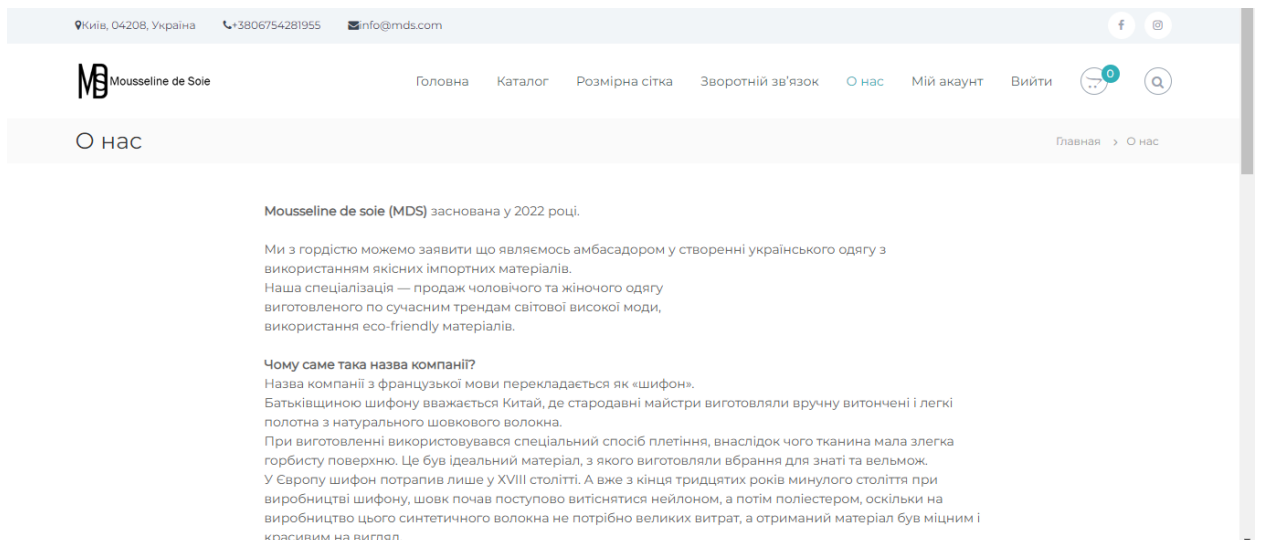 Київ, 04208, Україна +3806754281955 info@mds.com
MDS Mousseline de Soie
Головна Каталог Розмірна сітка Зворотній зв’язок О нас Мій акаунт Вийти 0
О нас
Главная > О нас
Mousseline de soie (MDS) заснована у 2022 році.
Ми з гордістю можемо заявити що являємось амбасадором у створенні українського одягу з
використанням якісних імпортних матеріалів.
Наша спеціалізація — продаж чоловічого та жіночого одягу
виготовленого по сучасним трендам світової високої моди,
використання eco-friendly матеріалів.
Чому саме така назва компанії?
Назва компанії з французької мови перекладається як «шифон».
Батьківщиною шифону вважається Китай, де стародавні майстри виготовляли вручну витончені і легкі
полотна з натурального шовкового волокна.
При виготовленні використовувався спеціальний спосіб плетіння, внаслідок чого тканина мала злегка
горбисту поверхню. Це був ідеальний матеріал, з якого виготовляли вбрання для знаті та вельмож.
У Європу шифон потрапив лише у XVIII столітті. А вже з кінця тридцятих років минулого століття при
виробництві шифону, шовк почав поступово витіснятися нейлоном, а потім поліестером, оскільки на
виробництво цього синтетичного волокна не потрібно великих витрат, а отриманий матеріал був міцним і
красивим на вигляд